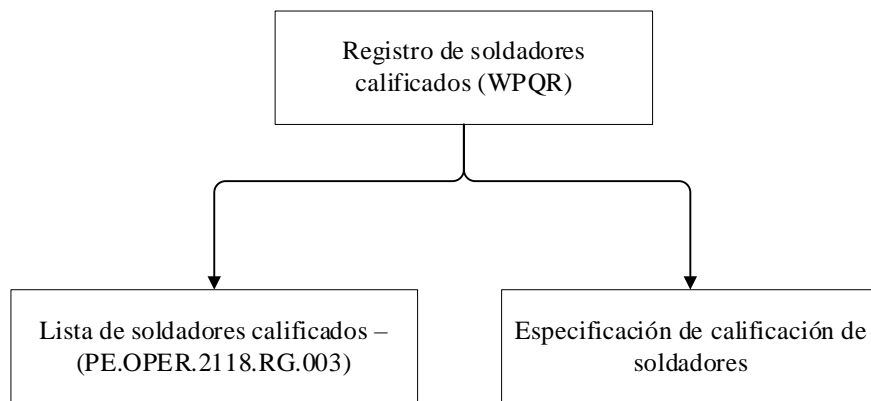 Registro de soldadores
calificados (WPQR)
Lista de soldadores calificados –
(PE.OPER.2118.RG.003)
Especificación de calificación de
soldadores